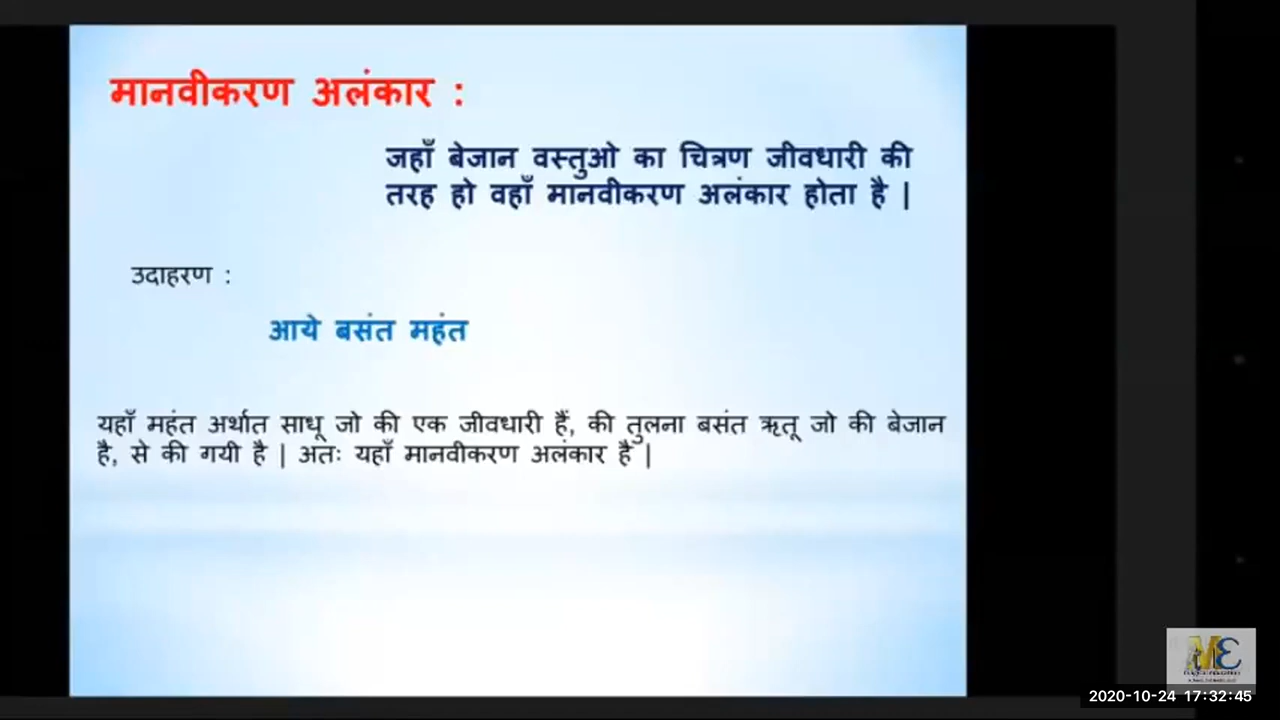 मानवीकरण अलंकार :
जहाँ बेजान वस्तुओ का चित्रण जीवधारी की
तरह हो वहाँ मानवीकरण अलंकार होता है |
उदाहरण :
आये बसंत महंत
यहाँ महंत अर्थात साधू जो की एक जीवधारी हैं, की तुलना बसंत ऋतू जो की बेजान
है, से की गयी है | अतः यहाँ मानवीकरण अलंकार है |
2020-10-24 17:32:45